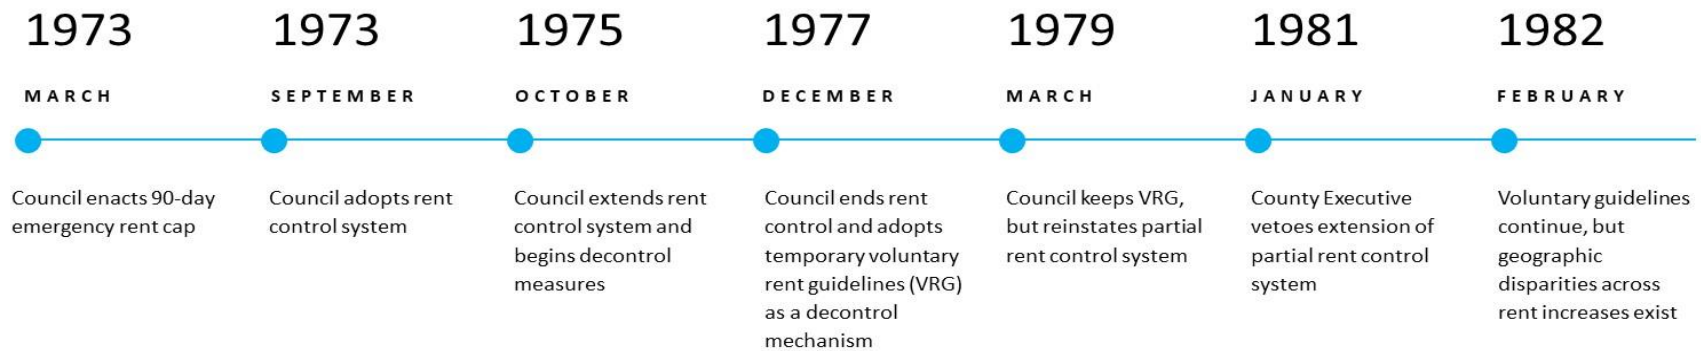 1973
MARCH
Council enacts 90-day
emergency rent cap
1973
SEPTEMBER
Council adopts rent
control system
1975
OCTOBER
Council extends rent
control system and
begins decontrol
measures
1977
DECEMBER
Council ends rent
control and adopts
temporary voluntary
rent guidelines (VRG)
as a decontrol
mechanism
1979
MARCH
Council keeps VRG,
but reinstates partial
rent control system
1981
JANUARY
County Executive
vetoes extension of
partial rent control
system
1982
FEBRUARY
Voluntary guidelines
continue, but
geographic
disparities across
rent increases exist